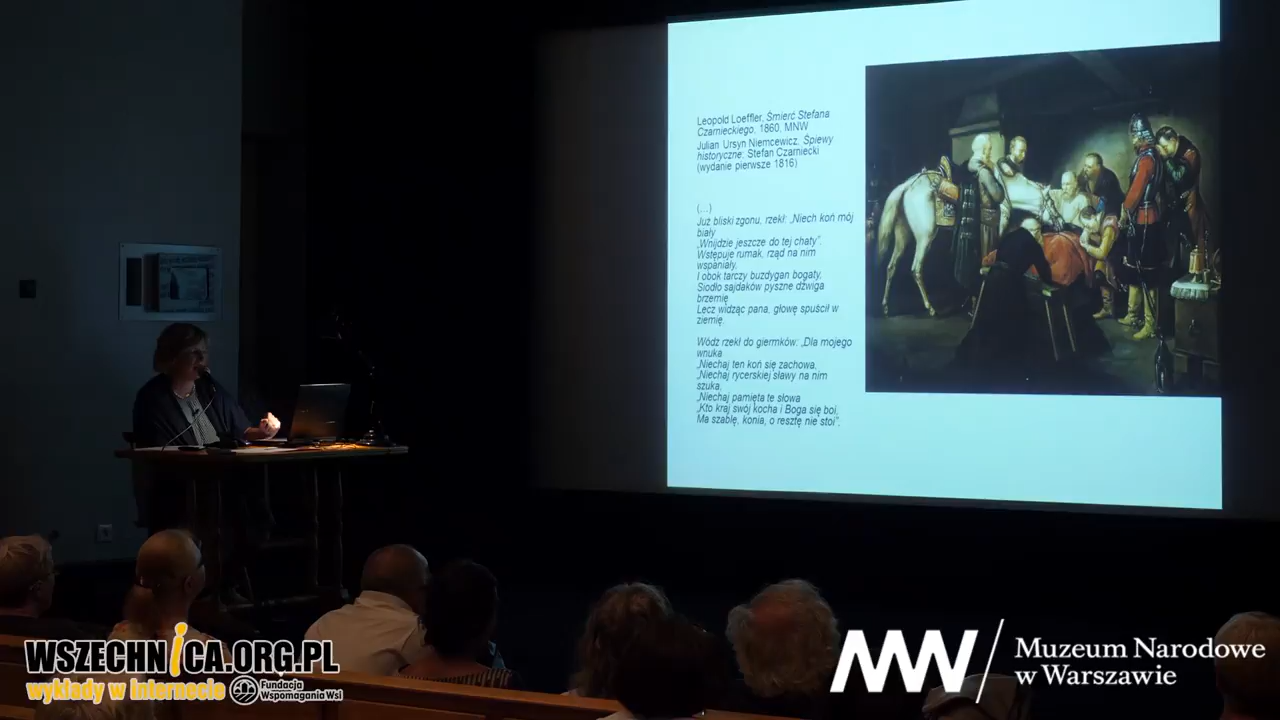 Leopold Loeffler, Śmierć Stefana
Czarnieckiego, 1860, MNW
Julian Ursyn Niemcewicz, Śpiewy
historyczne: Stefan Czarniecki
(wydanie pierwsze 1816)
(...)
Już bliski zgonu, rzekł: „Niech koń mój
biały
„Wnijdzie jeszcze do tej chaty”.
Wstępuje rumak, rząd na nim
wspaniały,
I obok tarczy buzdygan bogaty,
Siodło sajdaków pyszne dźwiga
brzemię
Lecz widząc pana, głowę spuścił w
ziemię.
Wódz rzekł do giermków: „Dla mojego
wnuka
„Niechaj ten koń się zachowa,
„Niechaj rycerskiej sławy na nim
szuka,
„Niechaj pamięta te słowa
„Kto kraj swój kocha i Boga się boi,
Ma szablę, konia, o resztę nie stoi”.
WSZECHNICA.ORG.PL
wykłady w Internecie
Fundacja
Wspomagania Wsi
MNW
Muzeum Narodowe
w Warszawie